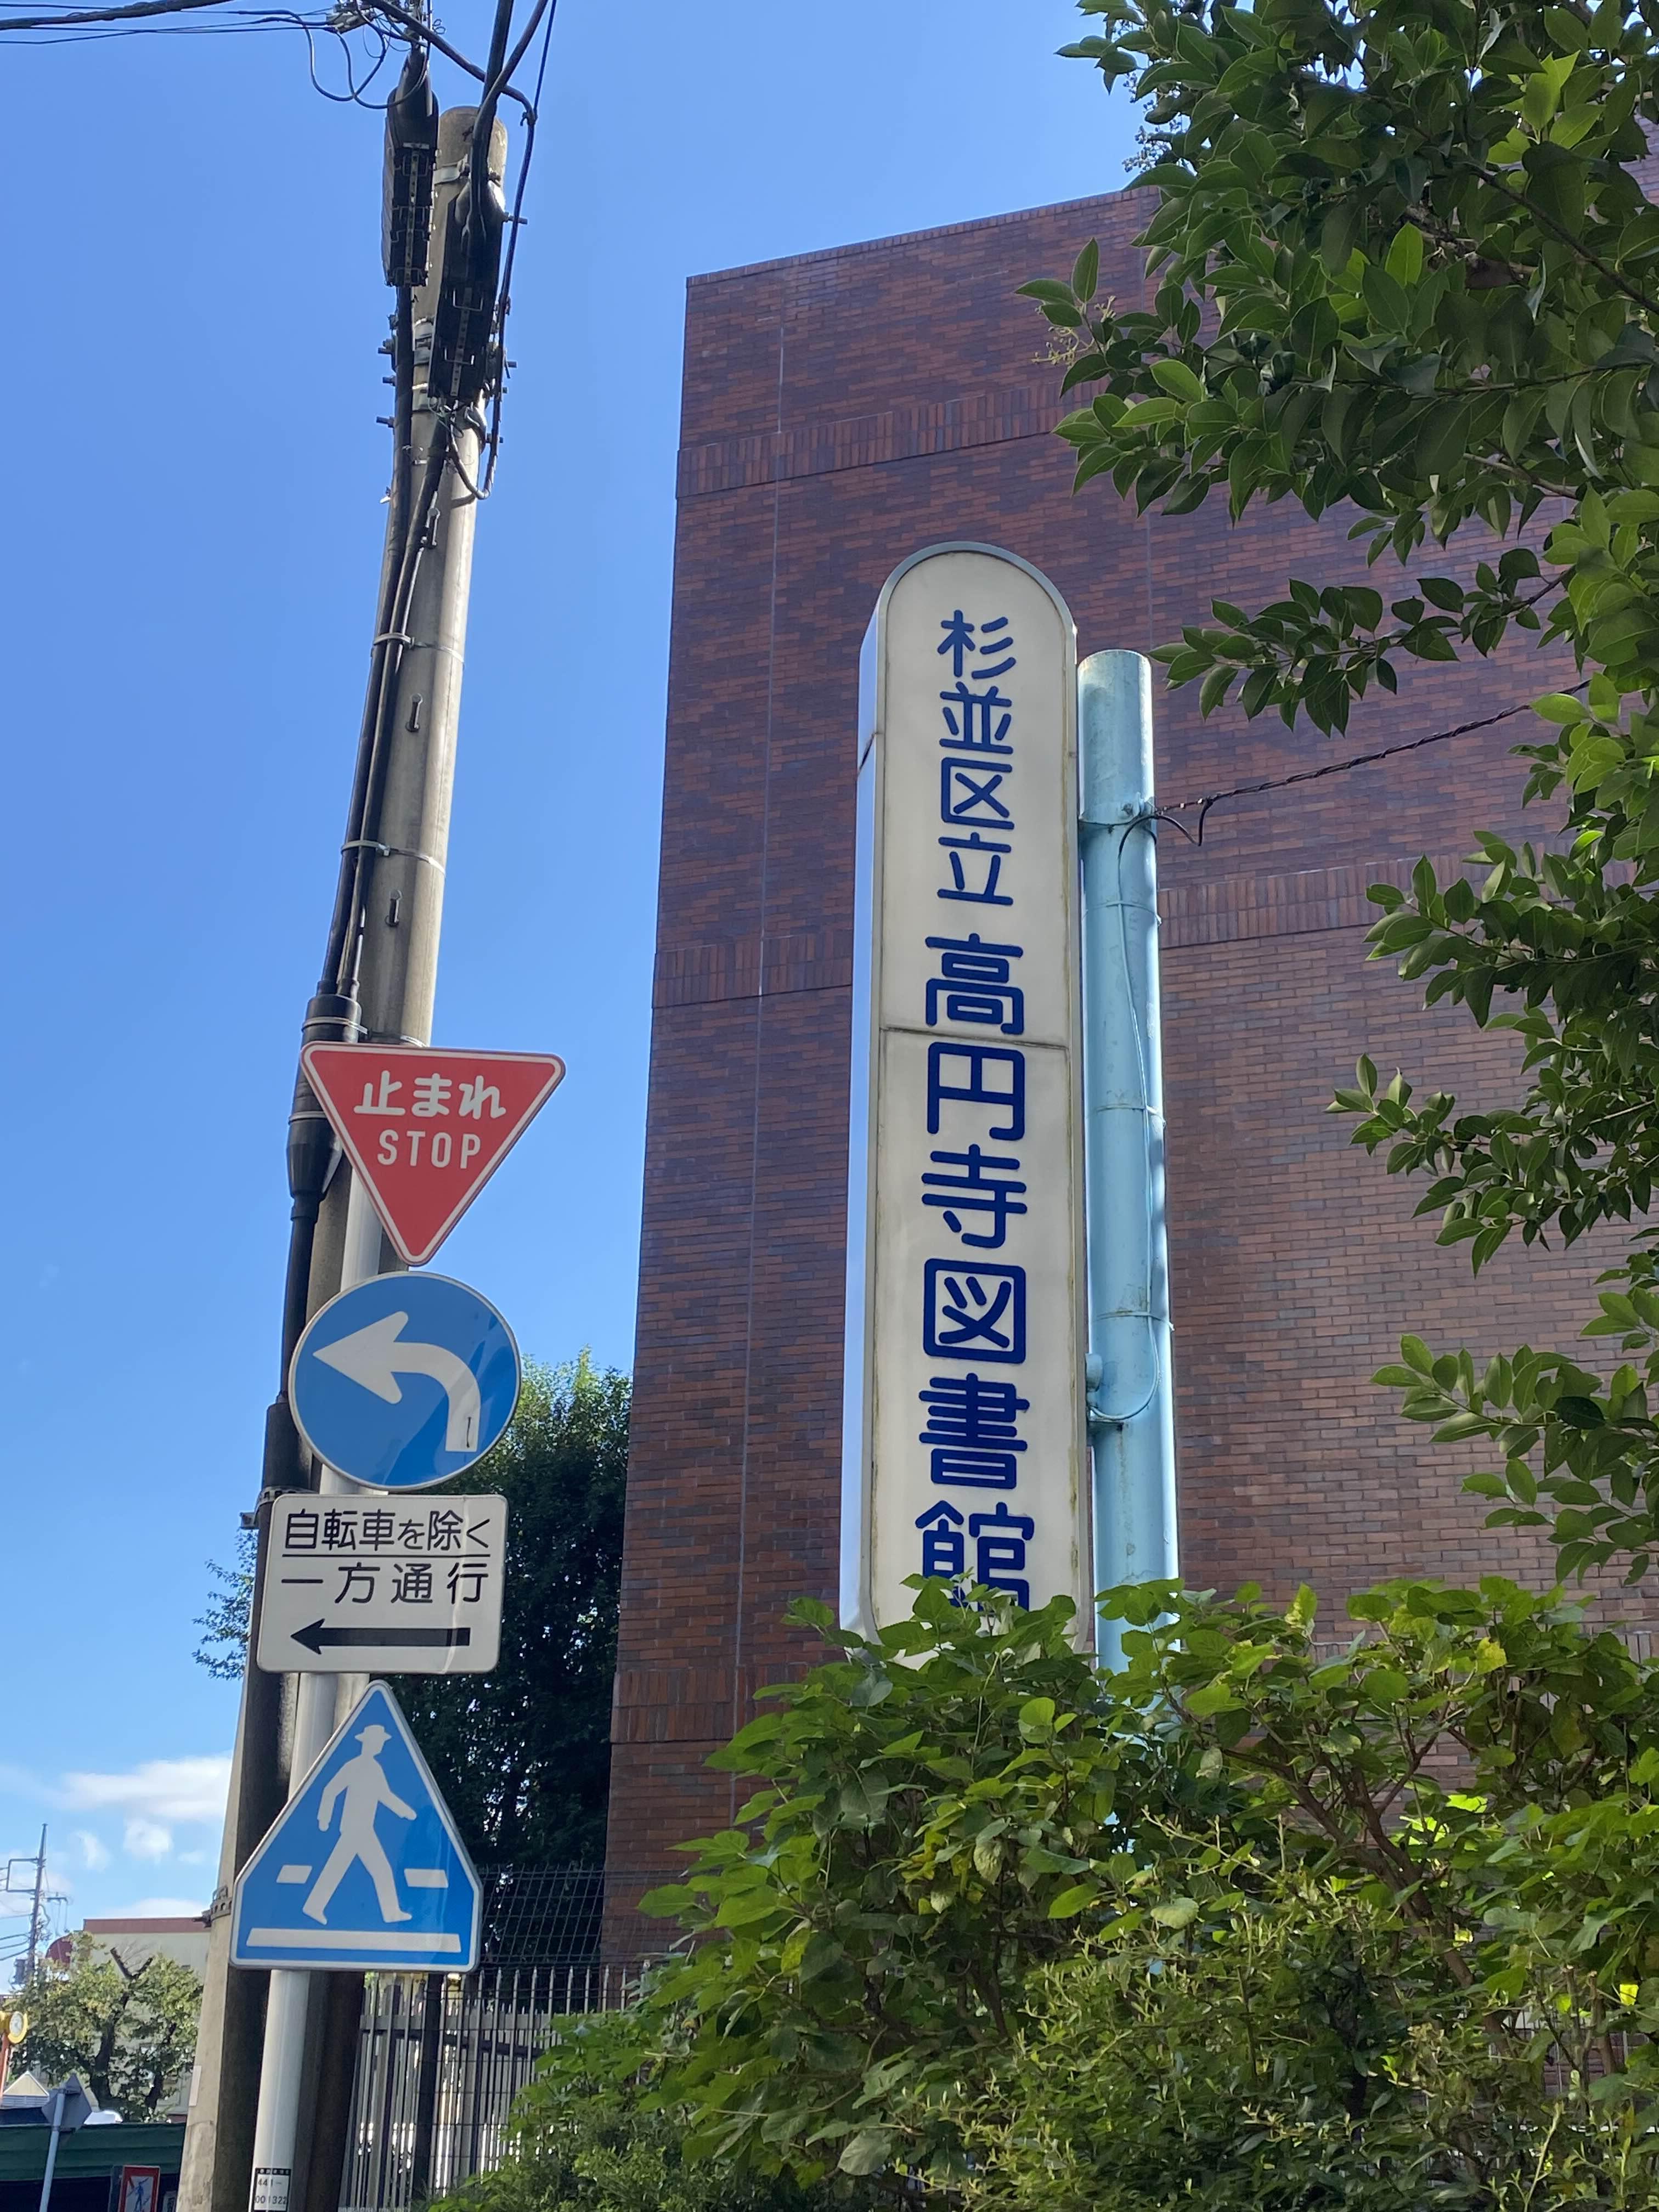 杉並区立 高円寺図書館
止まれ
STOP
自転車を除く
一方通行